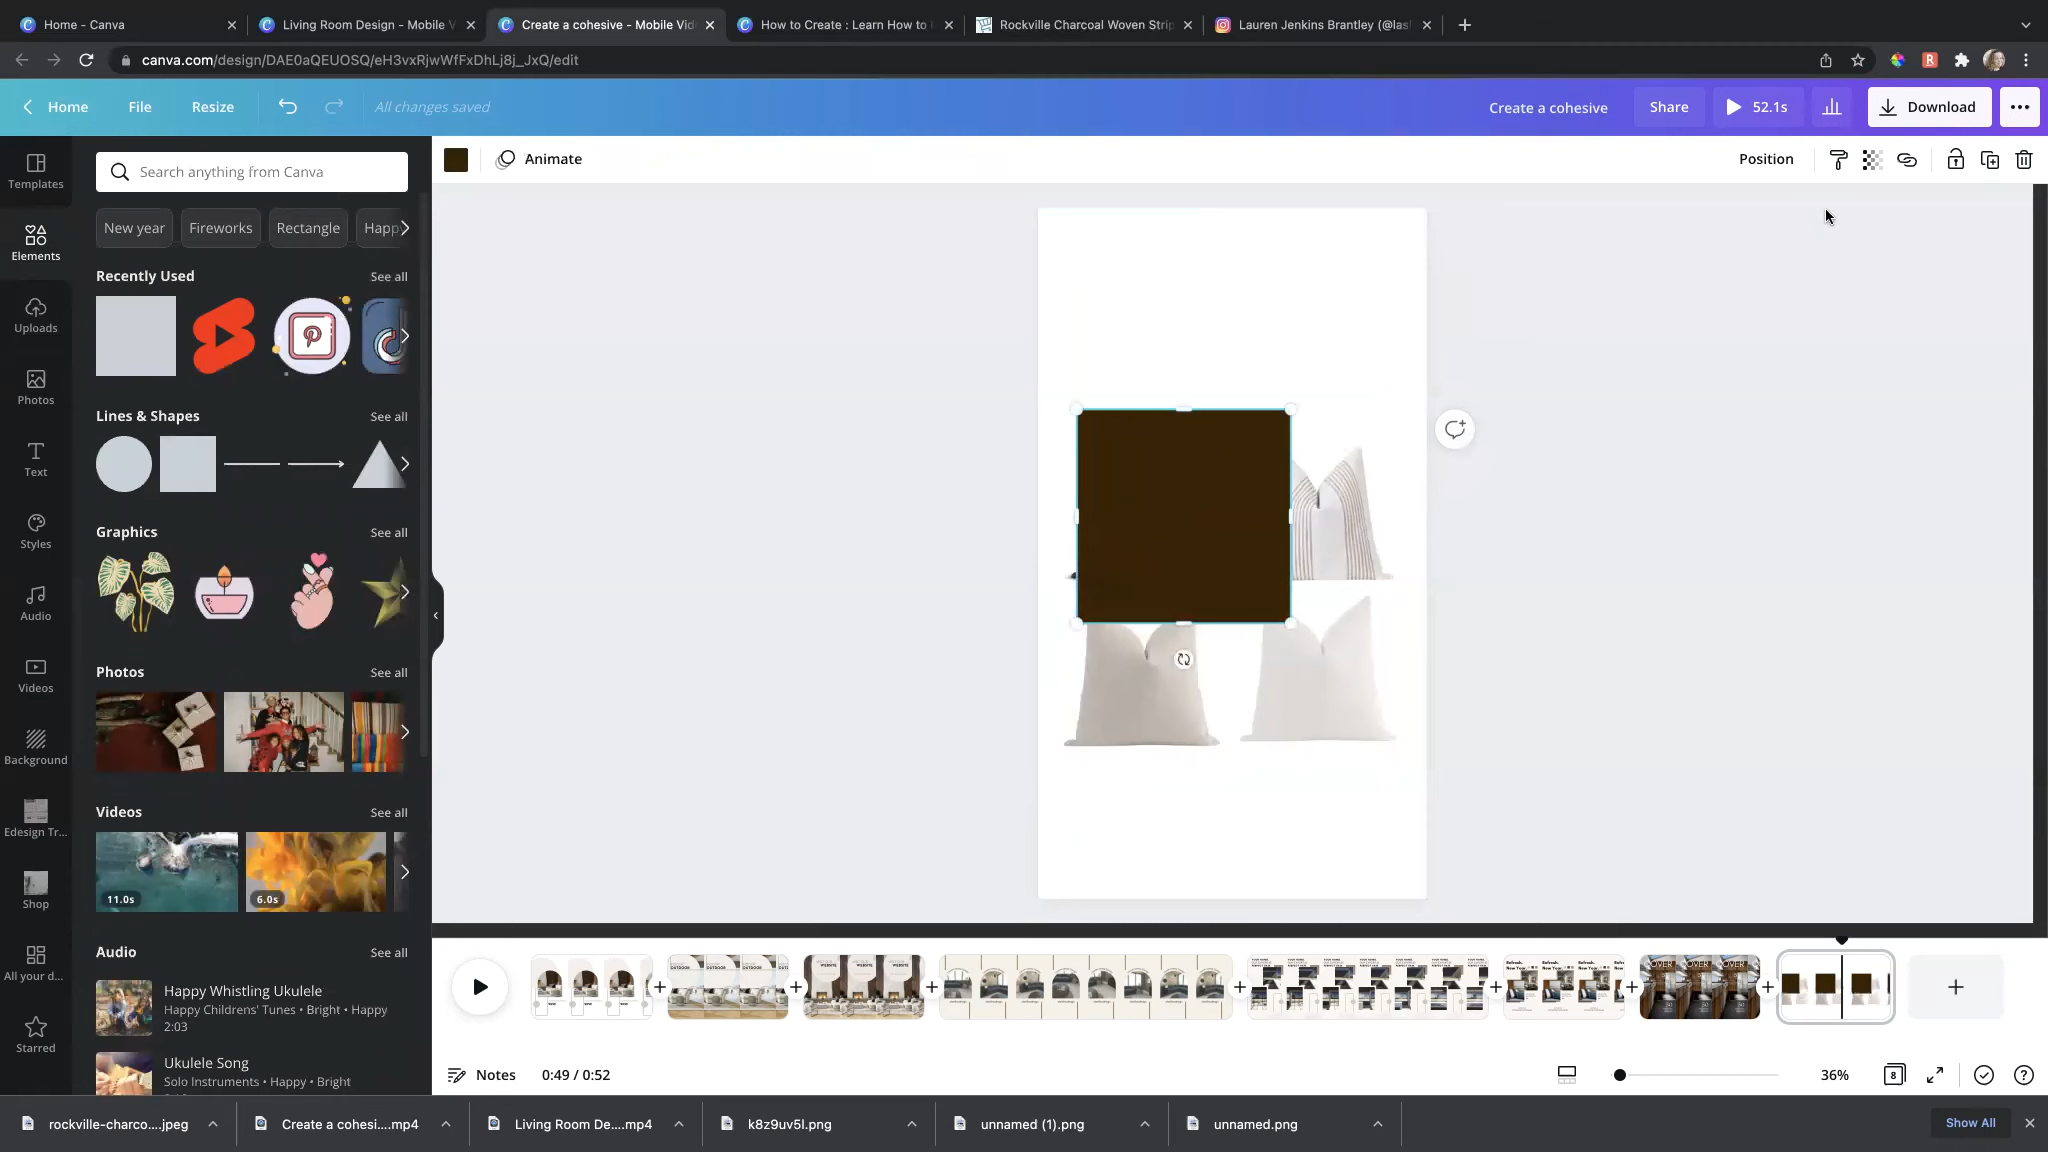 Home - Canva
Living Room Design - Mobile V
Create a cohesive - Mobile Vid
How to Create : Learn How to
Rockville Charcoal Woven Strip
Lauren Jenkins Brantley (@las
canva.com/design/DAE0aQEUOSQ/eH3vxRjwWfFxDhLj8j_JxQ/edit
Home
File
Resize
All changes saved
Create a cohesive
Share
52.1s
Download
Templates
Elements
Uploads
Photos
Text
Styles
Audio
Videos
Background
Edesign Tr...
Shop
All your d...
Starred
Search anything from Canva
New year
Fireworks
Rectangle
Happ
Recently Used
See all
Lines & Shapes
See all
Graphics
See all
Photos
See all
Videos
See all
11.0s
6.0s
Audio
See all
Happy Whistling Ukulele
Happy Childrens' Tunes • Bright • Happy
2:03
Ukulele Song
Solo Instruments • Happy • Bright
Animate
Position
Notes
0:49 / 0:52
36%
8
rockville-charco....jpeg
Create a cohesi....mp4
Living Room De....mp4
k8z9uv5l.png
unnamed (1).png
unnamed.png
Show All